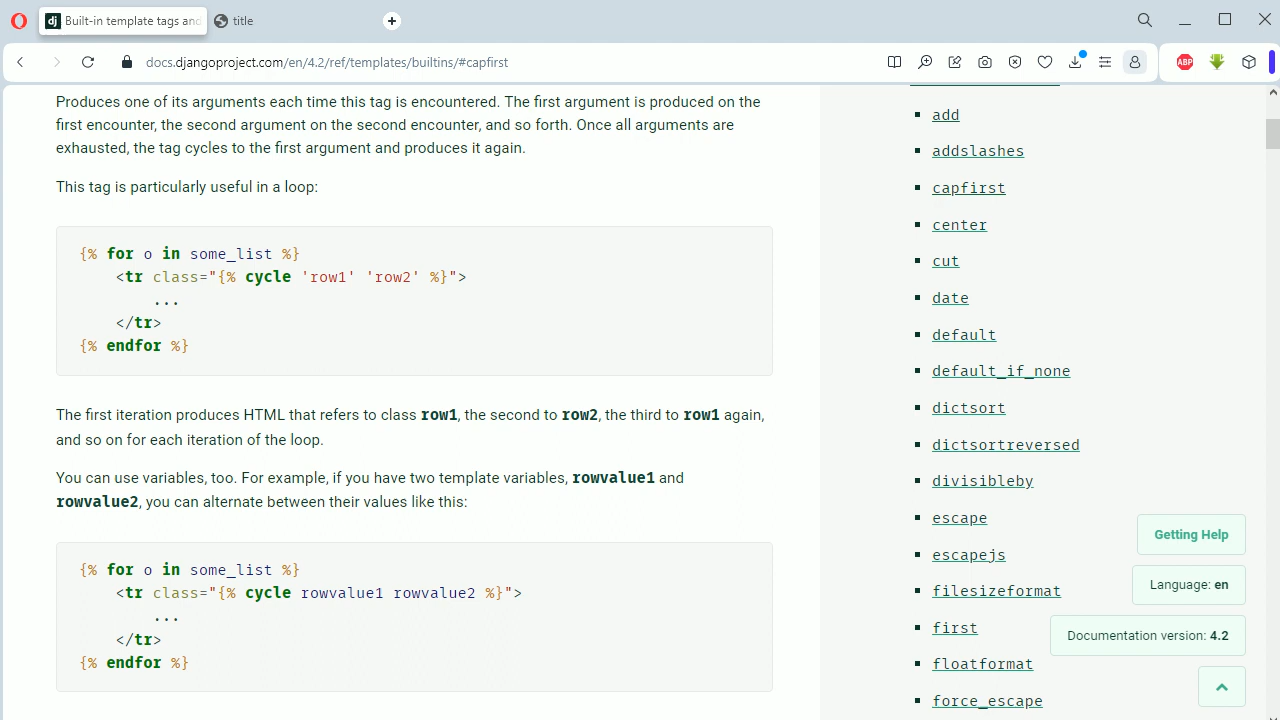 Built-in template tags and
title
docs.djangoproject.com/en/4.2/ref/templates/builtins/#capfirst
ABP
Produces one of its arguments each time this tag is encountered. The first argument is produced on the
first encounter, the second argument on the second encounter, and so forth. Once all arguments are
exhausted, the tag cycles to the first argument and produces it again.
This tag is particularly useful in a loop:
{% for o in some_list %}
    <tr class="{% cycle 'row1' 'row2' %}">
        ...
    </tr>
{% endfor %}
The first iteration produces HTML that refers to class row1, the second to row2, the third to row1 again,
and so on for each iteration of the loop.
You can use variables, too. For example, if you have two template variables, rowvalue1 and
rowvalue2, you can alternate between their values like this:
{% for o in some_list %}
    <tr class="{% cycle rowvalue1 rowvalue2 %}">
        ...
    </tr>
{% endfor %}
add
addslashes
capfirst
center
cut
date
default
default_if_none
dictsort
dictsortreversed
divisibleby
escape
escapejs
filesizeformat
first
floatformat
force_escape
Getting Help
Language: en
Documentation version: 4.2